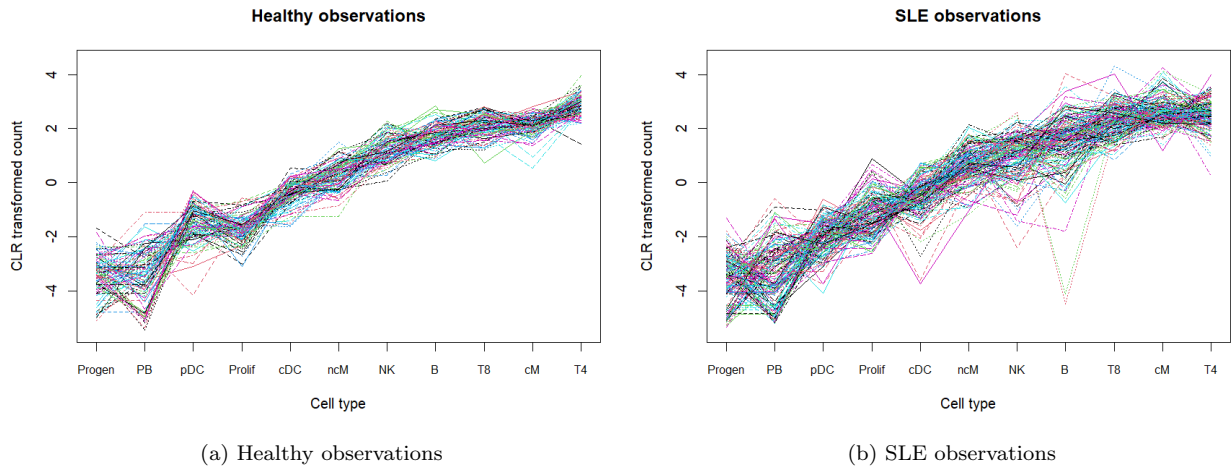 Healthy observations
CLR transformed count
4
2
0
-2
-4
Progen PB pDC Prolif cDC ncM NK B T8 cM T4
Cell type
(a) Healthy observations
SLE observations
CLR transformed count
4
2
0
-2
-4
Progen PB pDC Prolif cDC ncM NK B T8 cM T4
Cell type
(b) SLE observations